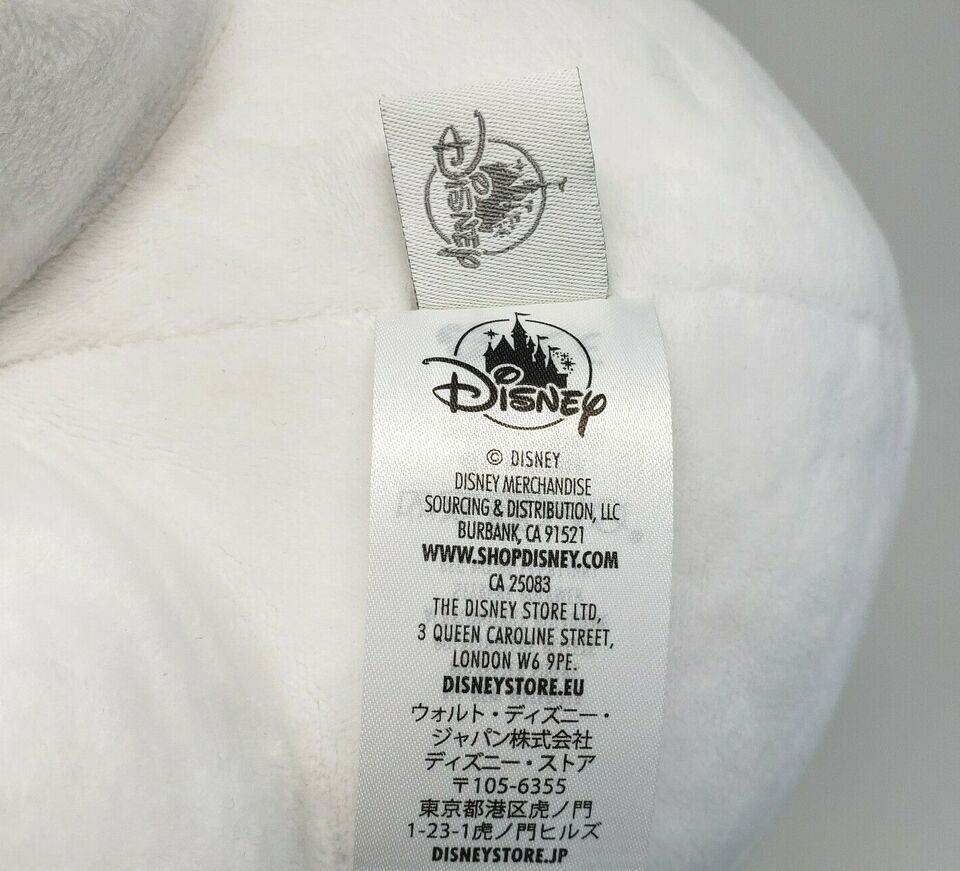 Disney
STORE
Disney
© DISNEY
DISNEY MERCHANDISE
SOURCING & DISTRIBUTION, LLC
BURBANK, CA 91521
WWW.SHOPDISNEY.COM
CA 25083
THE DISNEY STORE LTD,
3 QUEEN CAROLINE STREET,
LONDON W6 9PE.
DISNEYSTORE.EU
ウォルト・ディズニー・
ジャパン株式会社
ディズニー・ストア
〒105-6355
東京都港区虎ノ門
1-23-1虎ノ門ヒルズ
DISNEYSTORE.JP